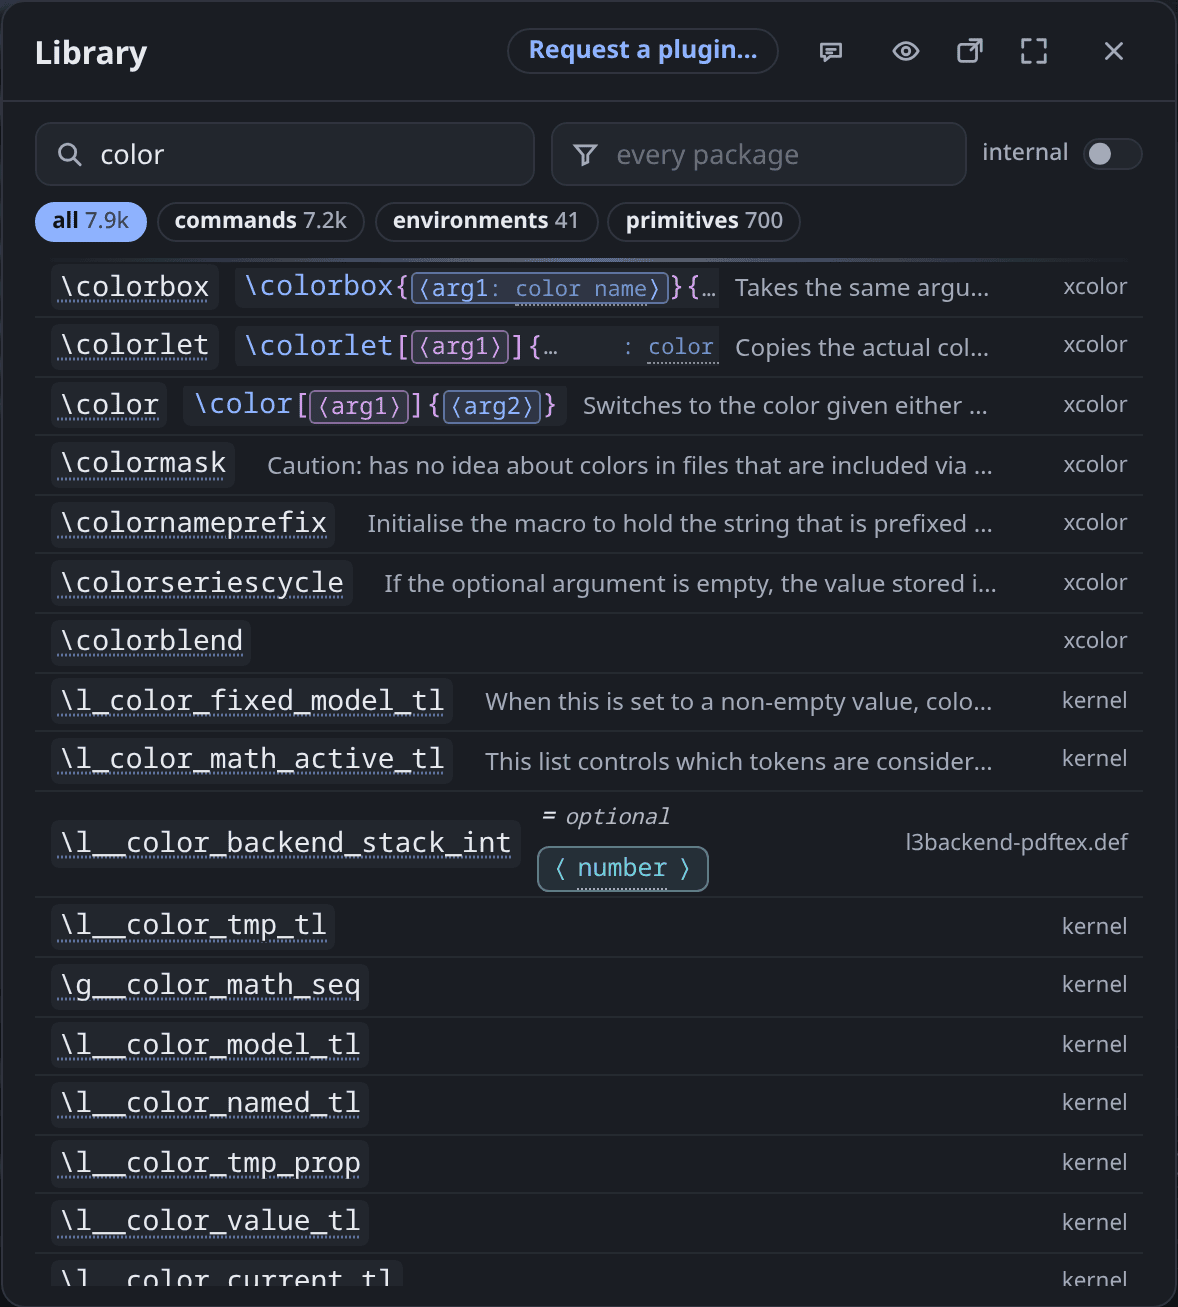 Library
Request a plugin...
color
every package
internal
all 7.9k
commands 7.2k
environments 41
primitives 700
\colorbox \colorbox{⟨arg1: color name⟩}{… Takes the same argu… xcolor
\colorlet \colorlet[⟨arg1⟩]{… : color Copies the actual col… xcolor
\color \color[⟨arg1⟩]{⟨arg2⟩} Switches to the color given either … xcolor
\colormask Caution: has no idea about colors in files that are included via … xcolor
\colornameprefix Initialise the macro to hold the string that is prefixed … xcolor
\colorseriescycle If the optional argument is empty, the value stored i… xcolor
\colorblend xcolor
\l_color_fixed_model_tl When this is set to a non-empty value, colo… kernel
\l_color_math_active_tl This list controls which tokens are consider… kernel
= optional
\l__color_backend_stack_int ⟨ number ⟩ l3backend-pdftex.def
\l__color_tmp_tl kernel
\g__color_math_seq kernel
\l__color_model_tl kernel
\l__color_named_tl kernel
\l__color_tmp_prop kernel
\l__color_value_tl kernel
\l__color_current_tl kernel